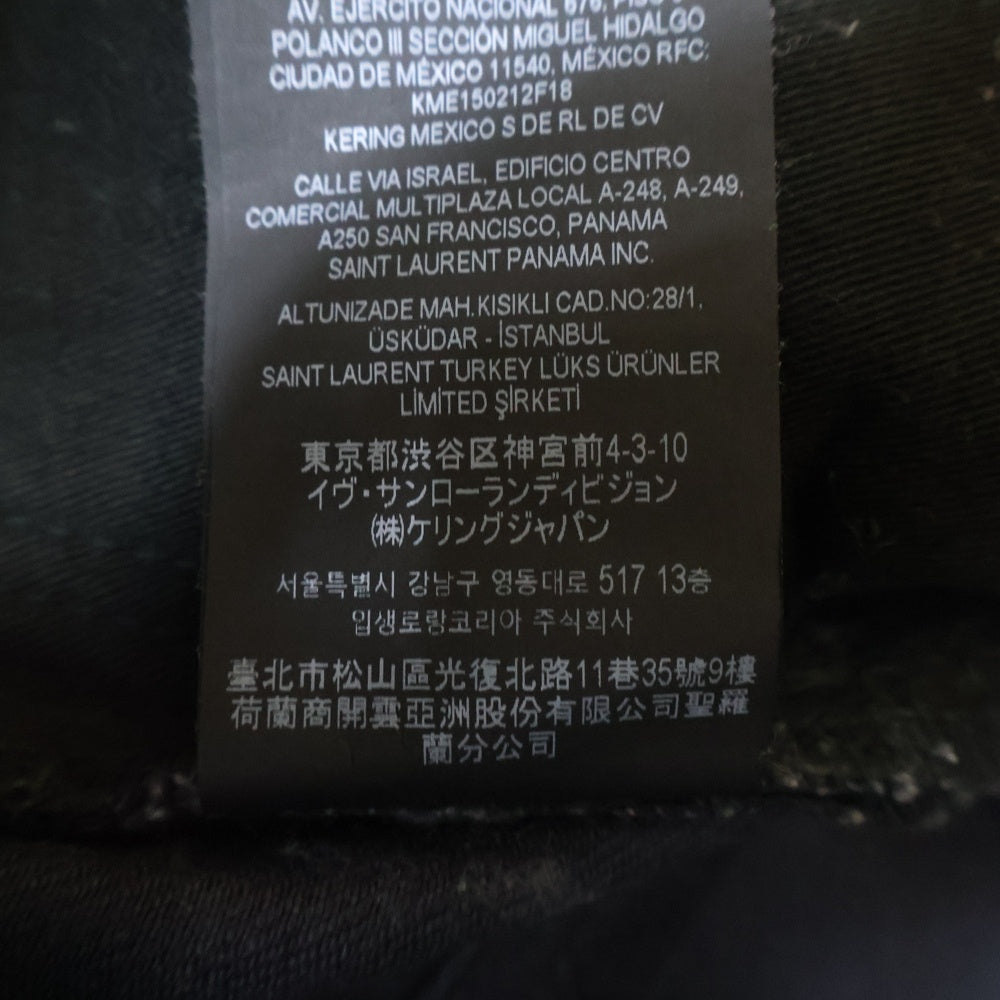 AV. EJERCITO NACIONAL 676, PISO
POLANCO III SECCIÓN MIGUEL HIDALGO
CIUDAD DE MÉXICO 11540, MÉXICO RFC:
KME150212F18
KERING MEXICO S DE RL DE CV
CALLE VIA ISRAEL, EDIFICIO CENTRO
COMERCIAL MULTIPLAZA LOCAL A-248, A-249,
A250 SAN FRANCISCO, PANAMA
SAINT LAURENT PANAMA INC.
ALTUNIZADE MAH.KISIKLI CAD.NO:28/1,
ÜSKÜDAR - İSTANBUL
SAINT LAURENT TURKEY LÜKS ÜRÜNLER
LİMİTED ŞİRKETİ
東京都渋谷区神宮前4-3-10
イヴ・サンローランディビジョン
㈱ケリングジャパン
서울특별시 강남구 영동대로 517 13층
입생로랑코리아 주식회사
臺北市松山區光復北路11巷35號9樓
荷蘭商開雲亞洲股份有限公司聖羅
蘭分公司